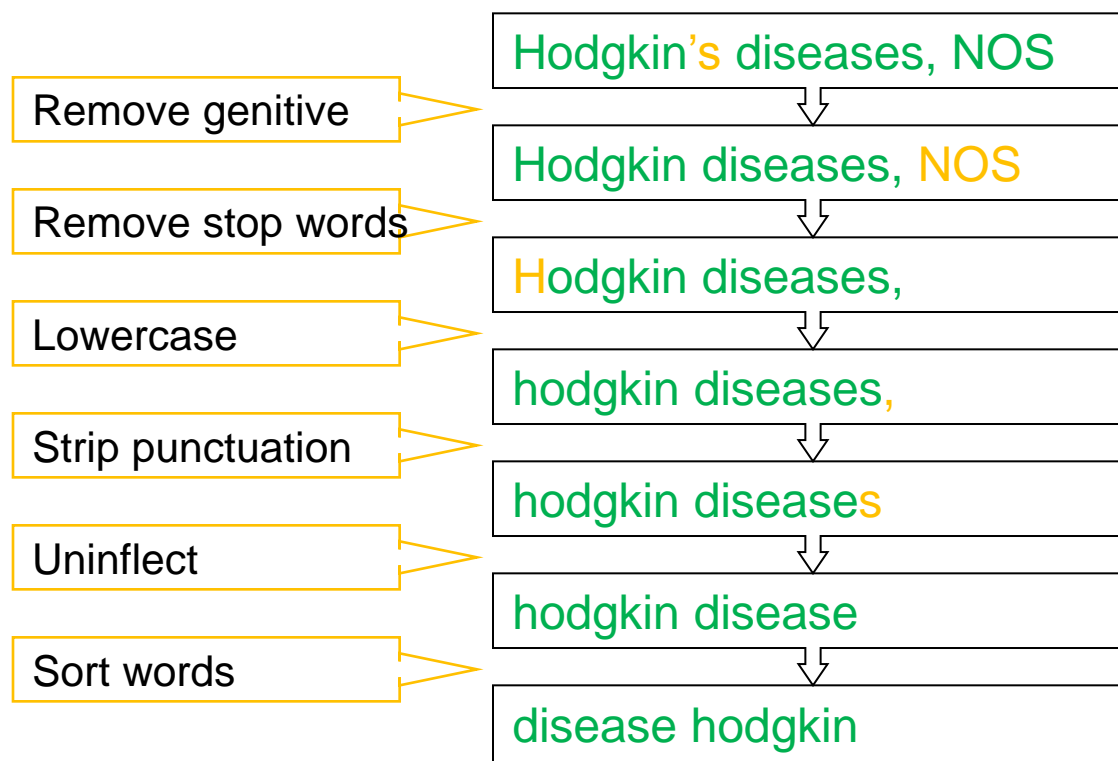 Hodgkin’s diseases, NOS
Remove genitive
Hodgkin diseases, NOS
Remove stop words
Hodgkin diseases,
Lowercase
hodgkin diseases,
Strip punctuation
hodgkin diseases
Uninflect
hodgkin disease
Sort words
disease hodgkin